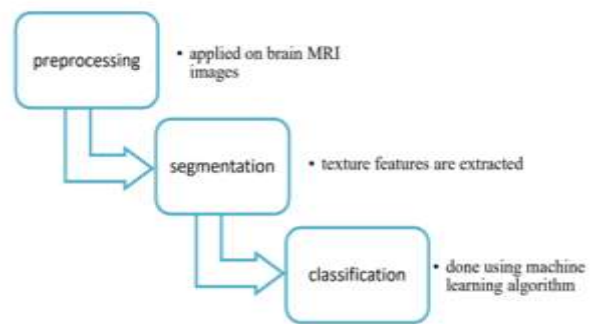 preprocessing
• applied on brain MRI
images
segmentation
• texture features are extracted
classification
• done using machine
learning algorithm